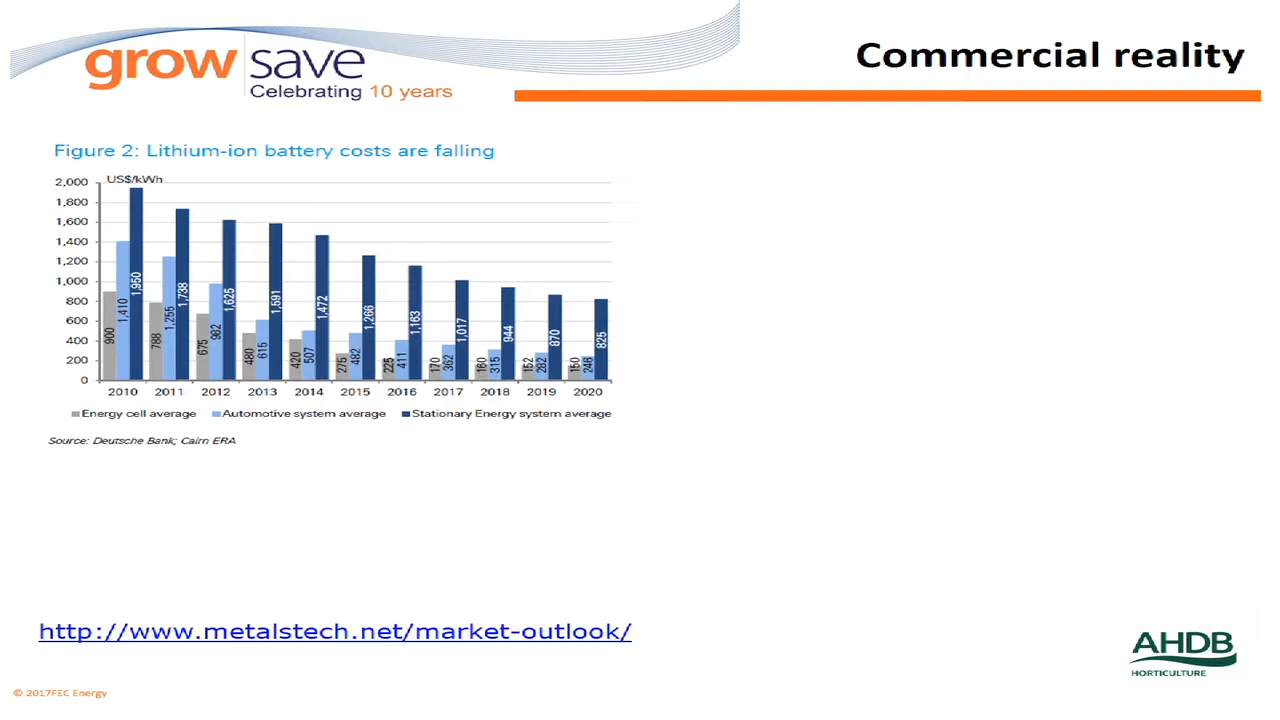 grow save
Celebrating 10 years
Commercial reality
Figure 2: Lithium-ion battery costs are falling
US$/kWh
2,000
1,800
1,600
1,400
1,200
1,000
800
600
400
200
0
900 1,410 1,950
788 1,255 1,738
675 982 1,625
480 615 1,591
420 507 1,472
275 482 1,266
225 411 1,163
170 362 1,017
160 315 944
152 282 870
150 246 825
2010 2011 2012 2013 2014 2015 2016 2017 2018 2019 2020
Energy cell average Automotive system average Stationary Energy system average
Source: Deutsche Bank; Cairn ERA
http://www.metalstech.net/market-outlook/
AHDB
HORTICULTURE
© 2017FEC Energy